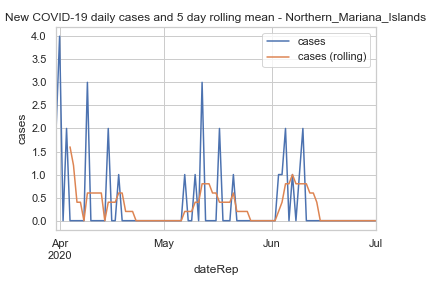 New COVID-19 daily cases and 5 day rolling mean - Northern_Mariana_Islands
cases
cases (rolling)
4.0
3.5
3.0
2.5
2.0
1.5
1.0
0.5
0.0
cases
Apr
2020
May
Jun
Jul
dateRep